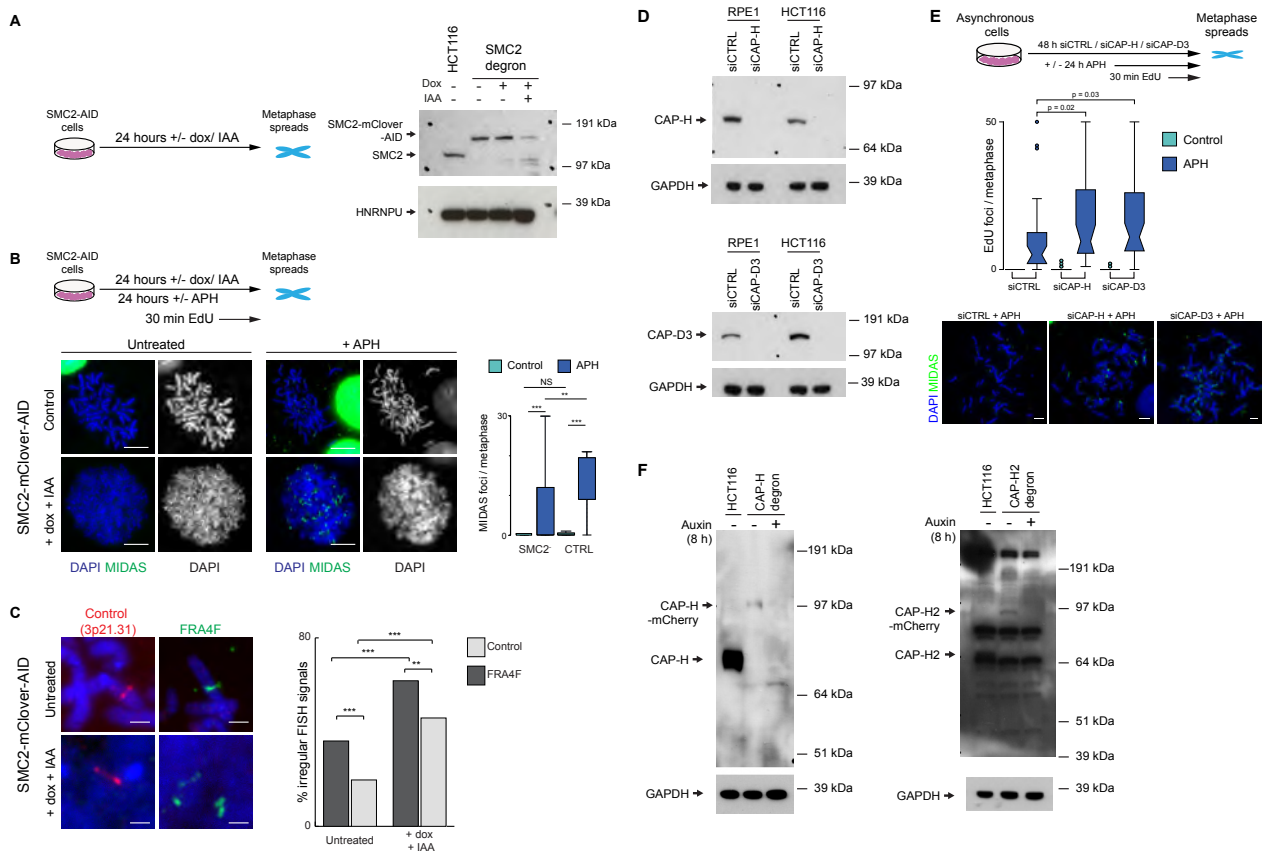 A
SMC2-AID
cells
24 hours +/- dox/ IAA
Metaphase
spreads
HCT116
SMC2
degron
Dox - - + +
IAA - - - +
SMC2-mClover
-AID
SMC2
191 kDa
97 kDa
HNRNPU
39 kDa
B
SMC2-AID
cells
24 hours +/- dox/ IAA
24 hours +/- APH
30 min EdU
Metaphase
spreads
Untreated
+ APH
SMC2-mClover-AID
Control
+ dox + IAA
DAPI MIDAS
DAPI
DAPI MIDAS
DAPI
Control
APH
NS
**
***
***
MIDAS foci / metaphase
30
0
SMC2-
CTRL
C
Control
(3p21.31)
FRA4F
SMC2-mClover-AID
Untreated
+ dox + IAA
% irregular FISH signals
80
0
***
***
**
***
Control
FRA4F
Untreated
+ dox
+ IAA
D
RPE1
HCT116
siCTRL
siCAP-H
siCTRL
siCAP-H
97 kDa
CAP-H
64 kDa
GAPDH
39 kDa
RPE1
HCT116
siCTRL
siCAP-D3
siCTRL
siCAP-D3
191 kDa
CAP-D3
97 kDa
GAPDH
39 kDa
E
Asynchronous
cells
48 h siCTRL / siCAP-H / siCAP-D3
+ / - 24 h APH
30 min EdU
Metaphase
spreads
p = 0.03
p = 0.02
Control
APH
EdU foci / metaphase
50
0
siCTRL
siCAP-H
siCAP-D3
siCTRL + APH
siCAP-H + APH
siCAP-D3 + APH
DAPI MIDAS
F
HCT116
CAP-H
degron
Auxin
(8 h)
- - +
191 kDa
CAP-H
-mCherry
97 kDa
CAP-H
64 kDa
51 kDa
GAPDH
39 kDa
HCT116
CAP-H2
degron
Auxin
(8 h)
- - +
191 kDa
CAP-H2
-mCherry
97 kDa
CAP-H2
64 kDa
51 kDa
39 kDa
GAPDH
39 kDa